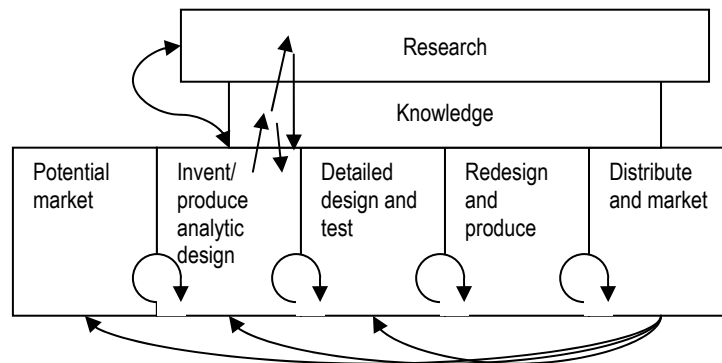 Research
Knowledge
Potential
market
Invent/
produce
analytic
design
Detailed
design and
test
Redesign
and
produce
Distribute
and market